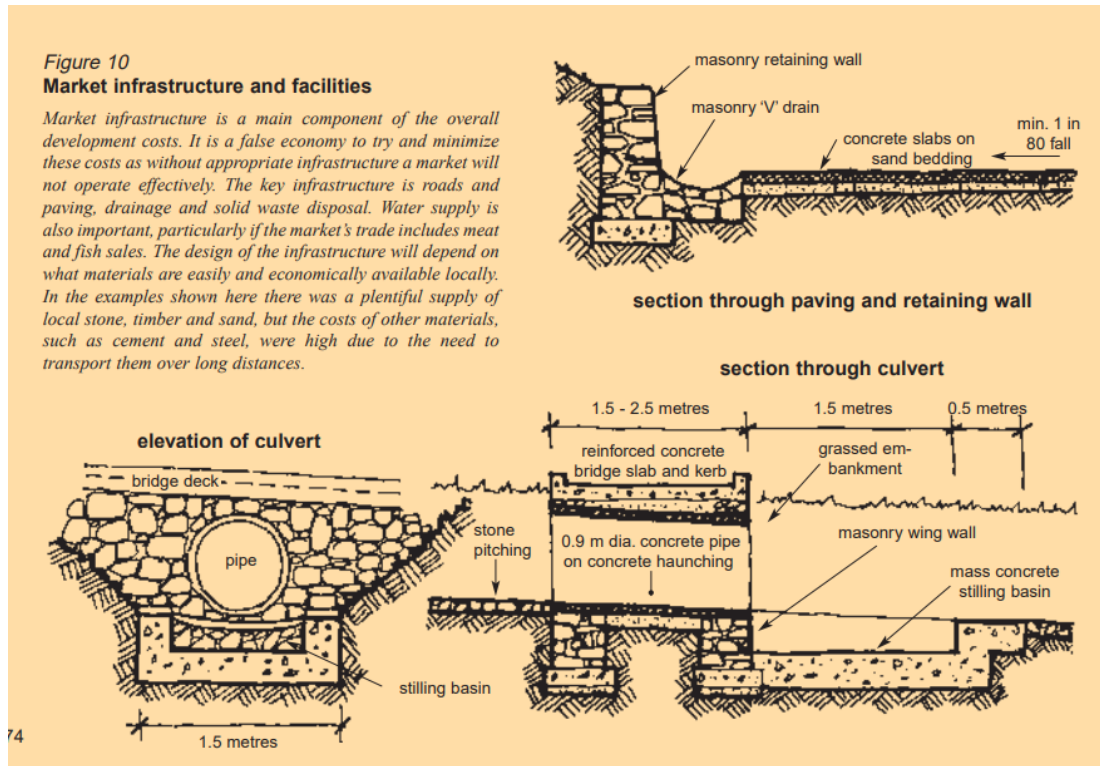 Figure 10
Market infrastructure and facilities
Market infrastructure is a main component of the overall
development costs. It is a false economy to try and minimize
these costs as without appropriate infrastructure a market will
not operate effectively. The key infrastructure is roads and
paving, drainage and solid waste disposal. Water supply is
also important, particularly if the market's trade includes meat
and fish sales. The design of the infrastructure will depend on
what materials are easily and economically available locally.
In the examples shown here there was a plentiful supply of
local stone, timber and sand, but the costs of other materials,
such as cement and steel, were high due to the need to
transport them over long distances.
masonry retaining wall
masonry 'V' drain
concrete slabs on
sand bedding
min. 1 in
80 fall
section through paving and retaining wall
section through culvert
1.5 - 2.5 metres
1.5 metres
0.5 metres
reinforced concrete
bridge slab and kerb
grassed em-
bankment
stone
pitching
0.9 m dia. concrete pipe
on concrete haunching
masonry wing wall
mass concrete
stilling basin
elevation of culvert
bridge deck
pipe
stilling basin
1.5 metres
74